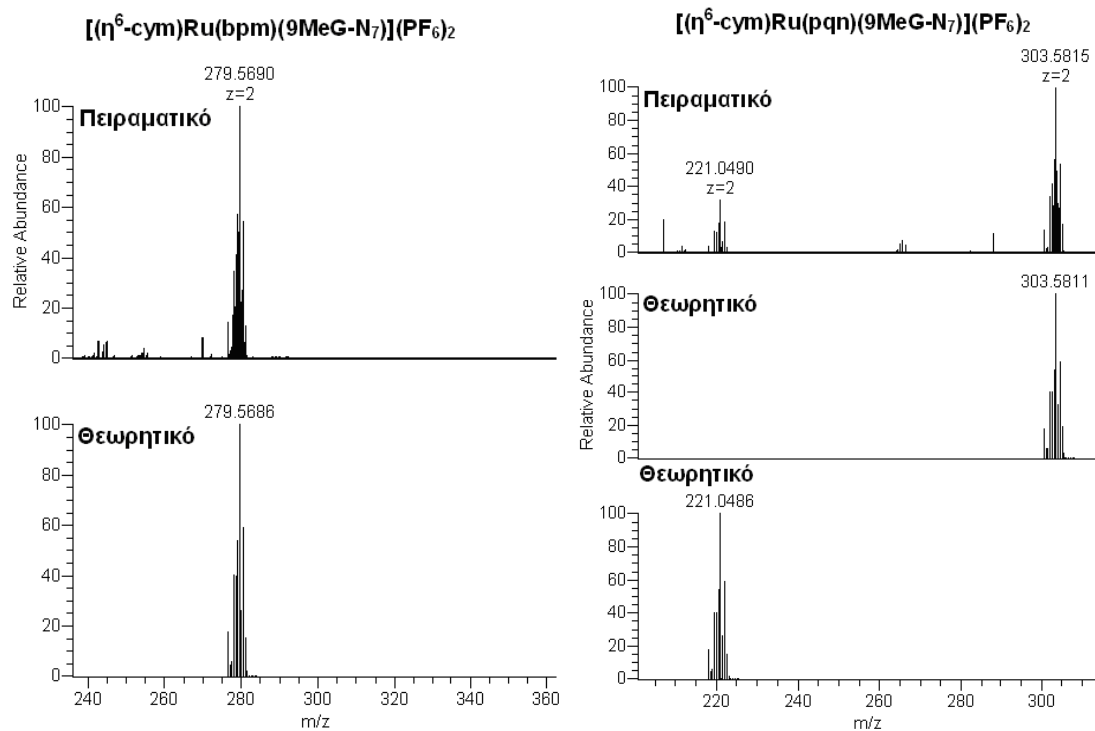 [(η⁶-cym)Ru(bpm)(9MeG-N₇)](PF₆)₂
279.5690
z=2
Πειραματικό
100
80
60
40
20
0
Relative Abundance
279.5686
Θεωρητικό
100
80
60
40
20
0
240 260 280 300 320 340 360
m/z
[(η⁶-cym)Ru(pqn)(9MeG-N₇)](PF₆)₂
303.5815
z=2
Πειραματικό
221.0490
z=2
100
80
60
40
20
0
303.5811
Θεωρητικό
100
80
60
40
20
0
Relative Abundance
Θεωρητικό
221.0486
100
80
60
40
20
0
220 240 260 280 300
m/z